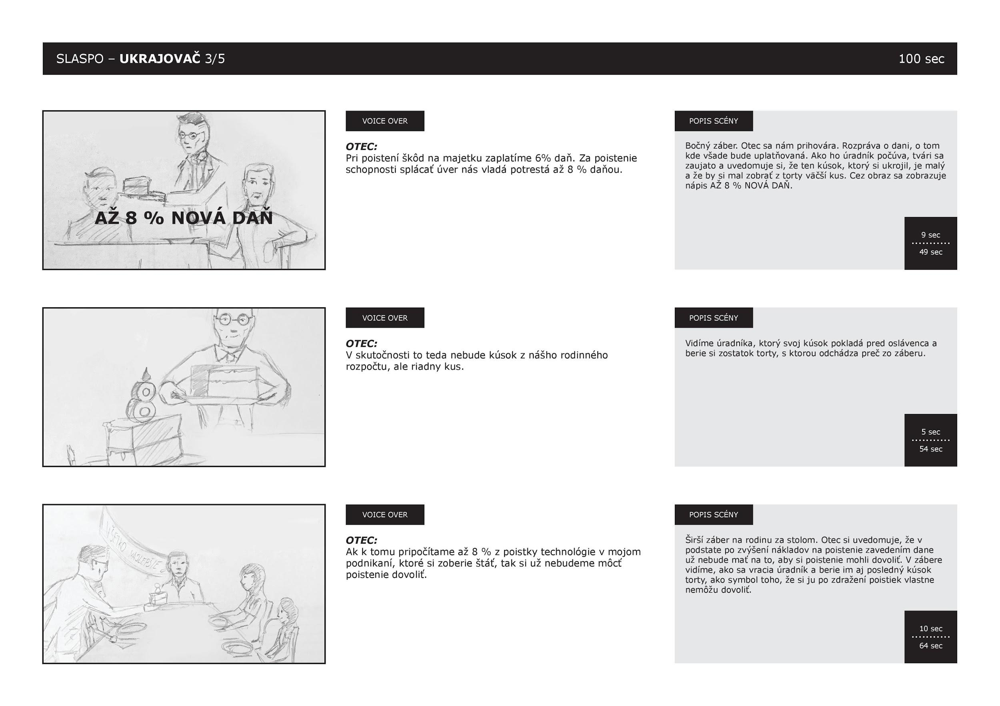 SLASPO – UKRAJOVAČ 3/5
100 sec
AŽ 8 % NOVÁ DAŇ
VOICE OVER
OTEC:
Pri poistení škôd na majetku zaplatíme 6% daň. Za poistenie
schopnosti splácať úver nás vladá potrestá až 8 % daňou.
POPIS SCÉNY
Bočný záber. Otec sa nám prihovára. Rozpráva o dani, o tom
kde všade bude uplatňovaná. Ako ho úradník počúva, tvári sa
zaujato a uvedomuje si, že ten kúsok, ktorý si ukrojil, je malý
a že by si mal zobrať z torty väčší kus. Cez obraz sa zobrazuje
nápis AŽ 8 % NOVÁ DAŇ.
9 sec
49 sec
VOICE OVER
OTEC:
V skutočnosti to teda nebude kúsok z nášho rodinného
rozpočtu, ale riadny kus.
POPIS SCÉNY
Vidíme úradníka, ktorý svoj kúsok pokladá pred oslávenca a
berie si zostatok torty, s ktorou odchádza preč zo záberu.
5 sec
54 sec
VŠETKO NAJLEPŠIE
VOICE OVER
OTEC:
Ak k tomu pripočítame až 8 % z poistky technológie v mojom
podnikaní, ktoré si zoberie štáť, tak si už nebudeme môcť
poistenie dovoliť.
POPIS SCÉNY
Širší záber na rodinu za stolom. Otec si uvedomuje, že v
podstate po zvýšení nákladov na poistenie zavedením dane
už nebude mať na to, aby si poistenie mohli dovoliť. V zábere
vidíme, ako sa vracia úradník a berie im aj posledný kúsok
torty, ako symbol toho, že si ju po zdražení poistiek vlastne
nemôžu dovoliť.
10 sec
64 sec